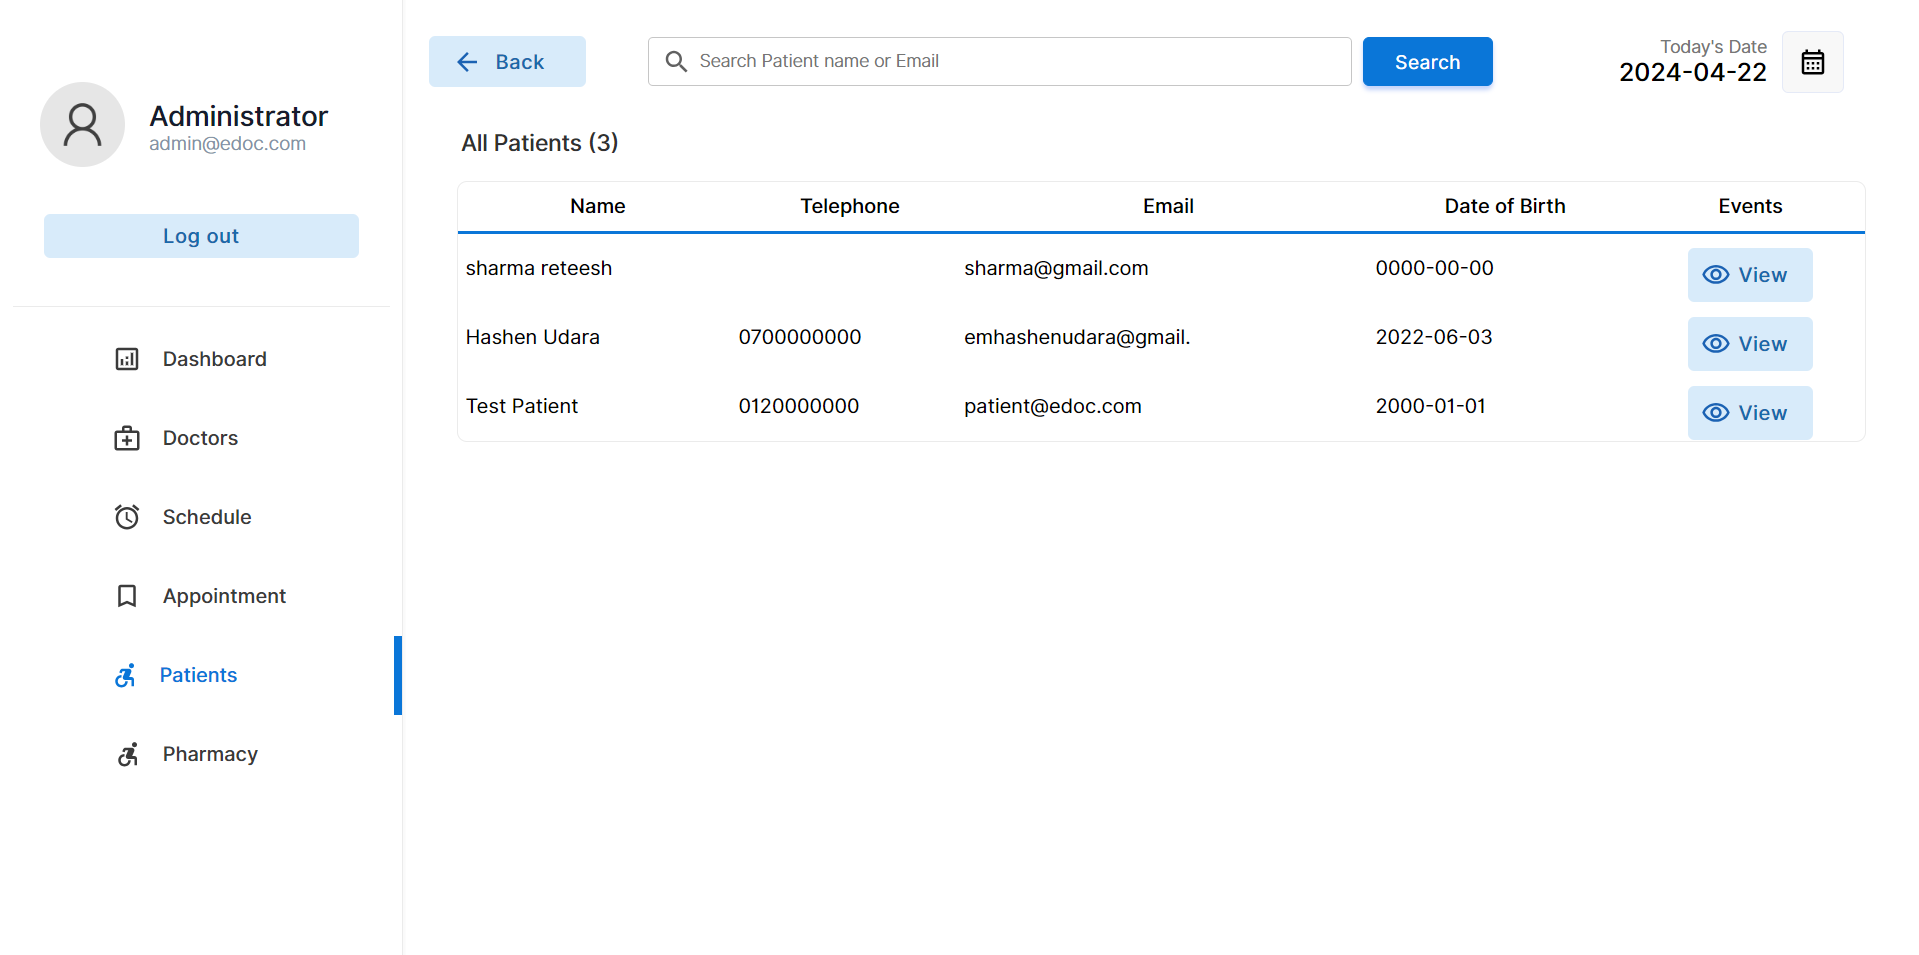 Administrator
admin@edoc.com
Log out
Dashboard
Doctors
Schedule
Appointment
Patients
Pharmacy
Back
Search Patient name or Email
Search
Today's Date
2024-04-22
All Patients (3)
Name Telephone Email Date of Birth Events
sharma reteesh sharma@gmail.com 0000-00-00 View
Hashen Udara 0700000000 emhashenudara@gmail. 2022-06-03 View
Test Patient 0120000000 patient@edoc.com 2000-01-01 View